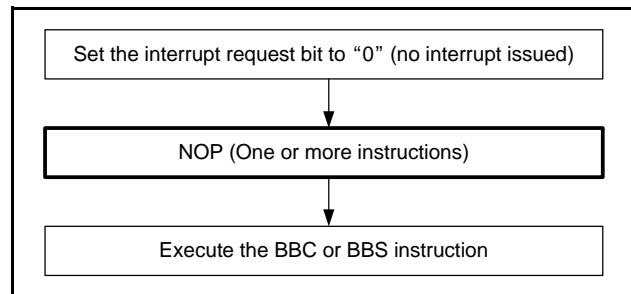 Set the interrupt request bit to “0” (no interrupt issued)
NOP (One or more instructions)
Execute the BBC or BBS instruction